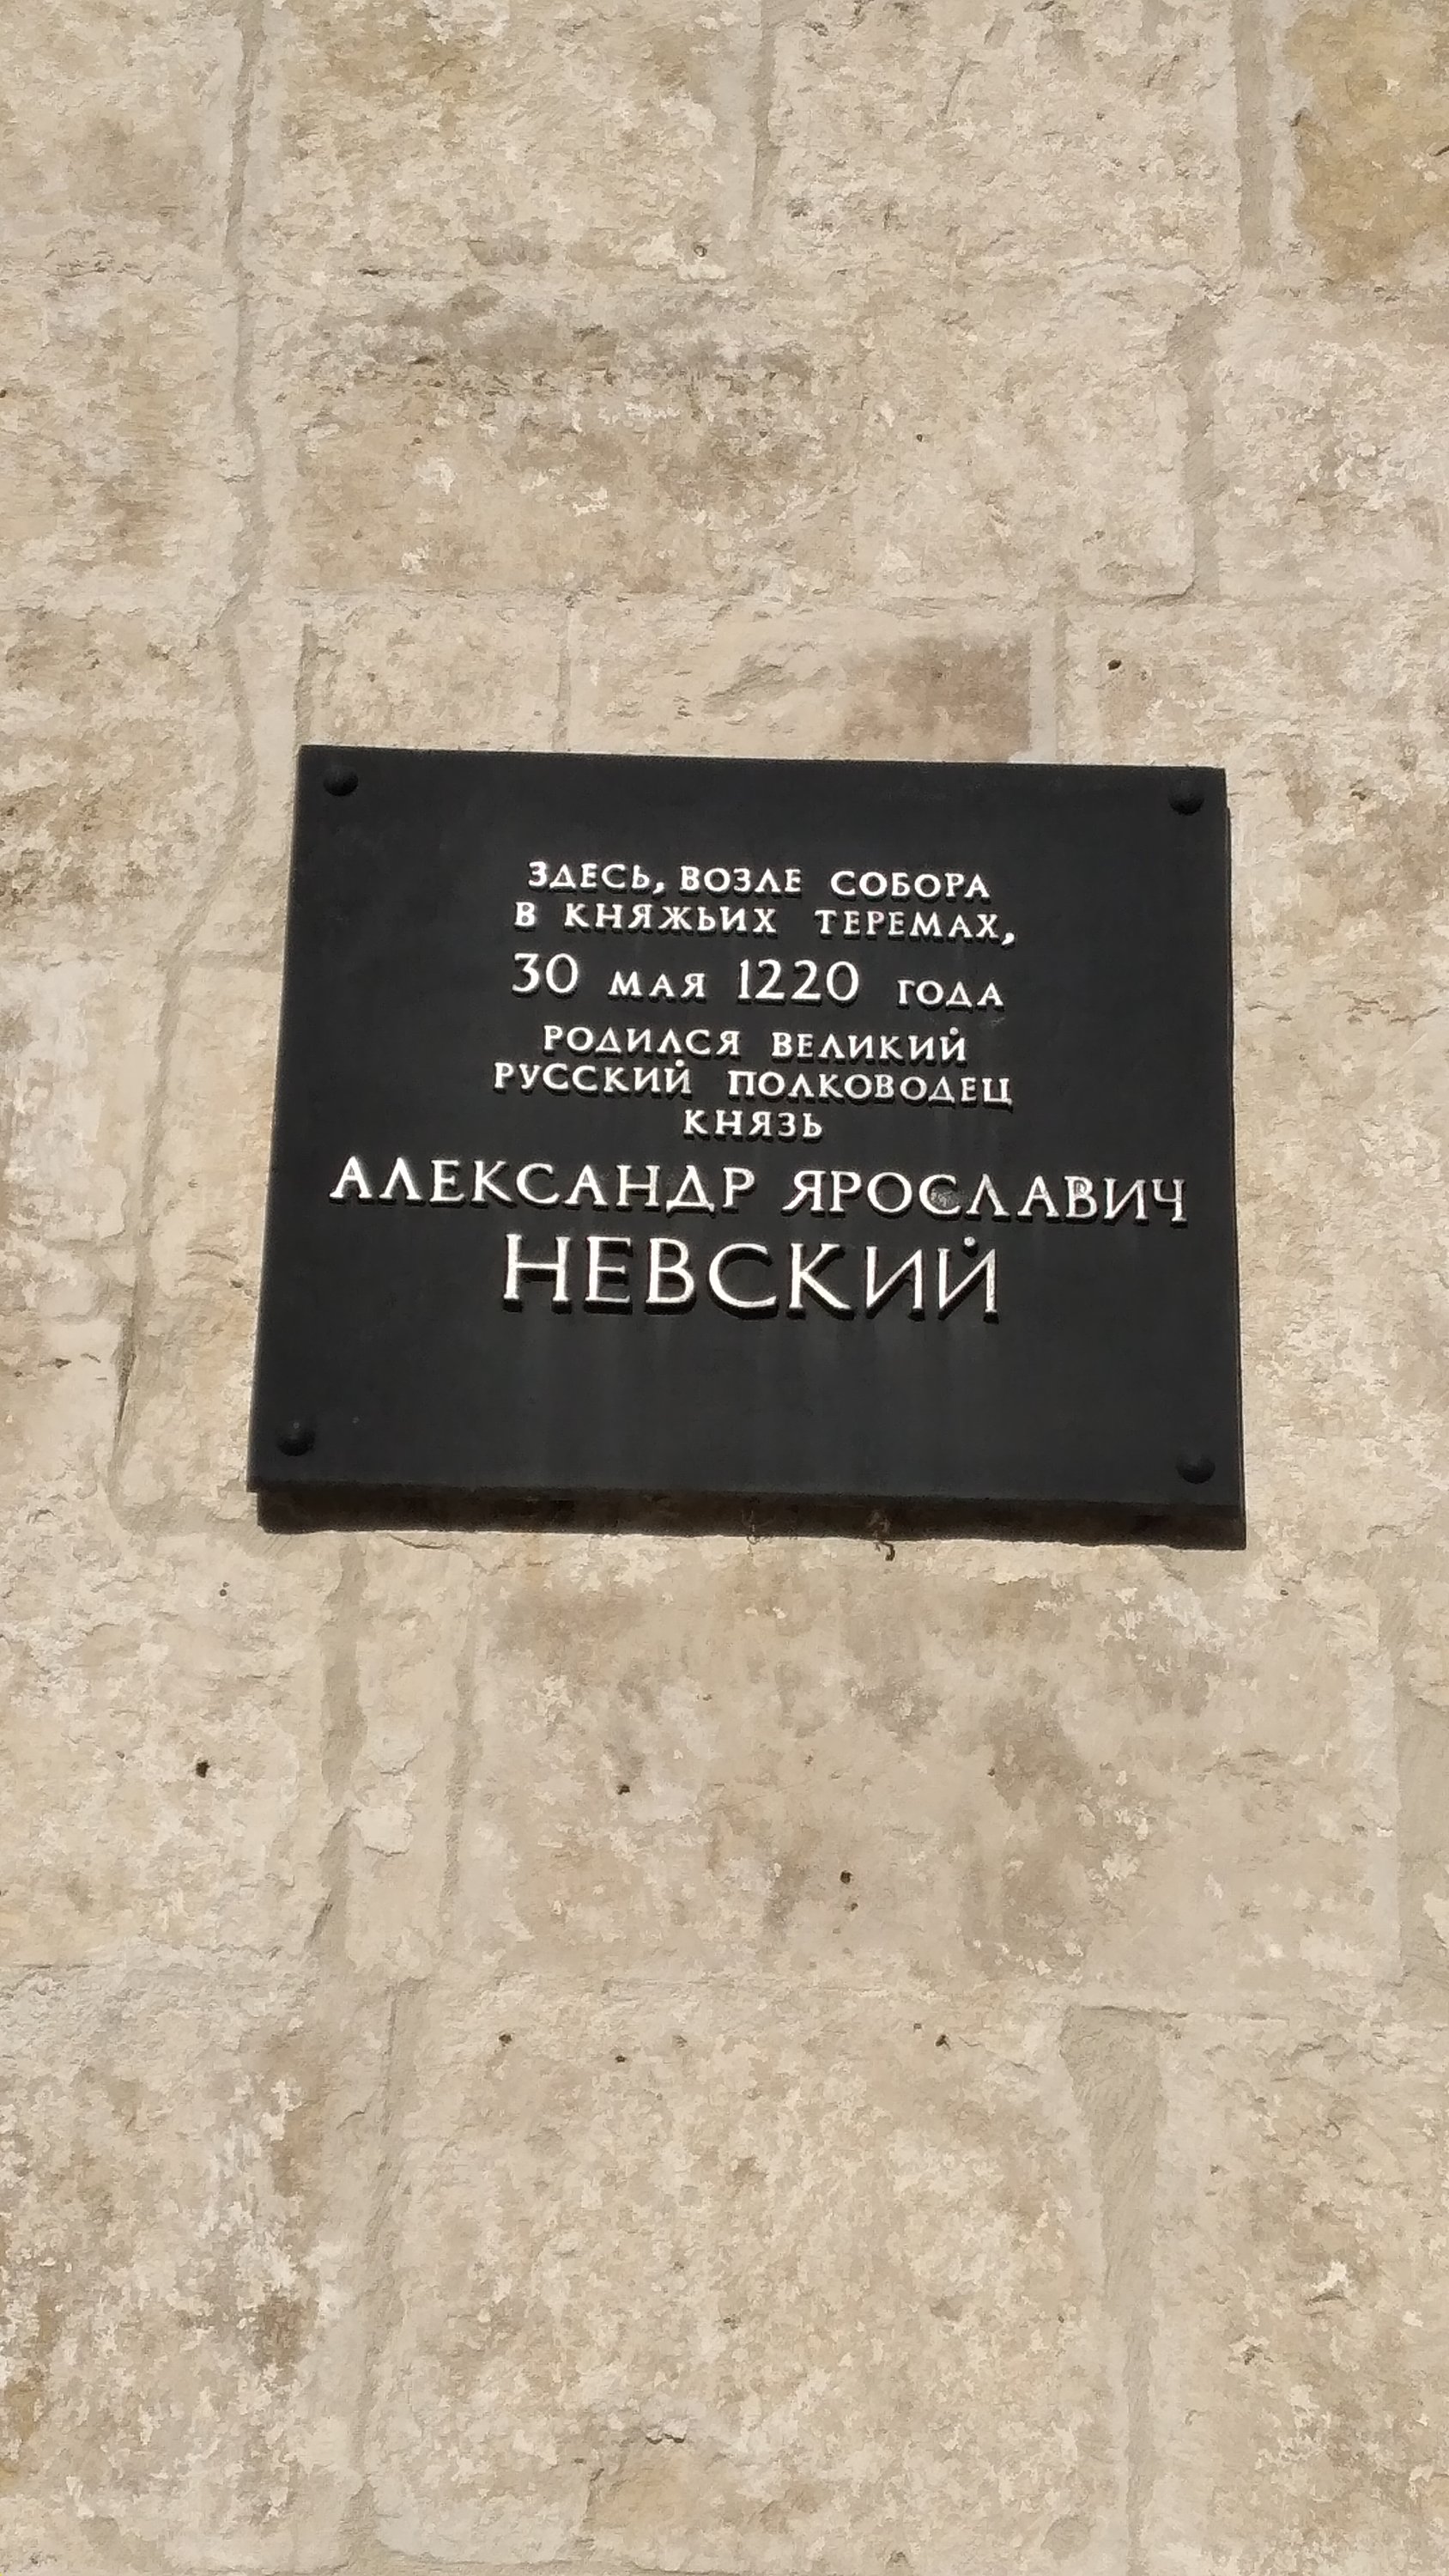 ЗДЕСЬ, ВОЗЛЕ СОБОРА
В КНЯЖЬИХ ТЕРЕМАХ,
30 МАЯ 1220 ГОДА
РОДИЛСЯ ВЕЛИКИЙ
РУССКИЙ ПОЛКОВОДЕЦ
КНЯЗЬ
АЛЕКСАНДР ЯРОСЛАВИЧ
НЕВСКИЙ